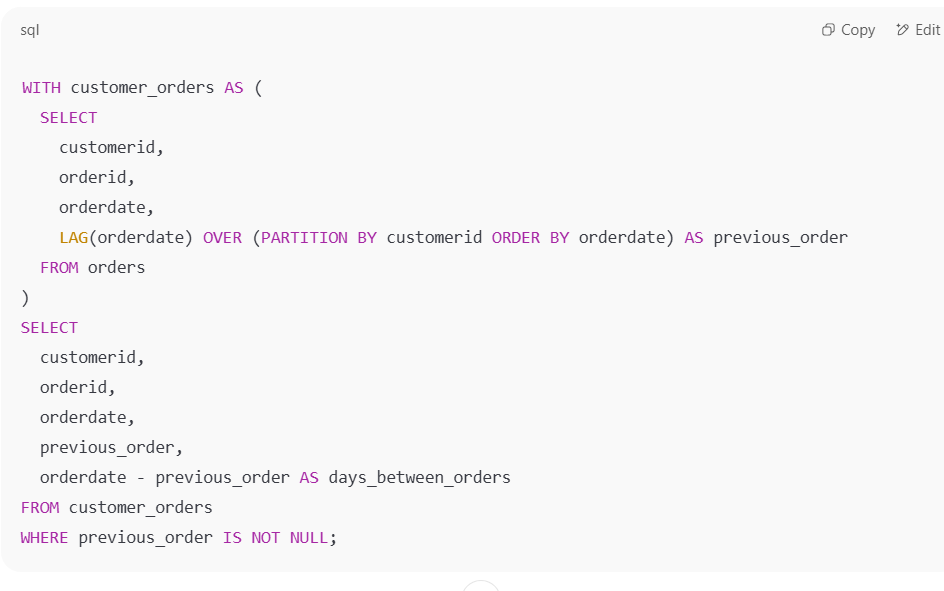 sql
Copy
Edit
WITH customer_orders AS (
  SELECT
    customerid,
    orderid,
    orderdate,
    LAG(orderdate) OVER (PARTITION BY customerid ORDER BY orderdate) AS previous_order
  FROM orders
)
SELECT
  customerid,
  orderid,
  orderdate,
  previous_order,
  orderdate - previous_order AS days_between_orders
FROM customer_orders
WHERE previous_order IS NOT NULL;